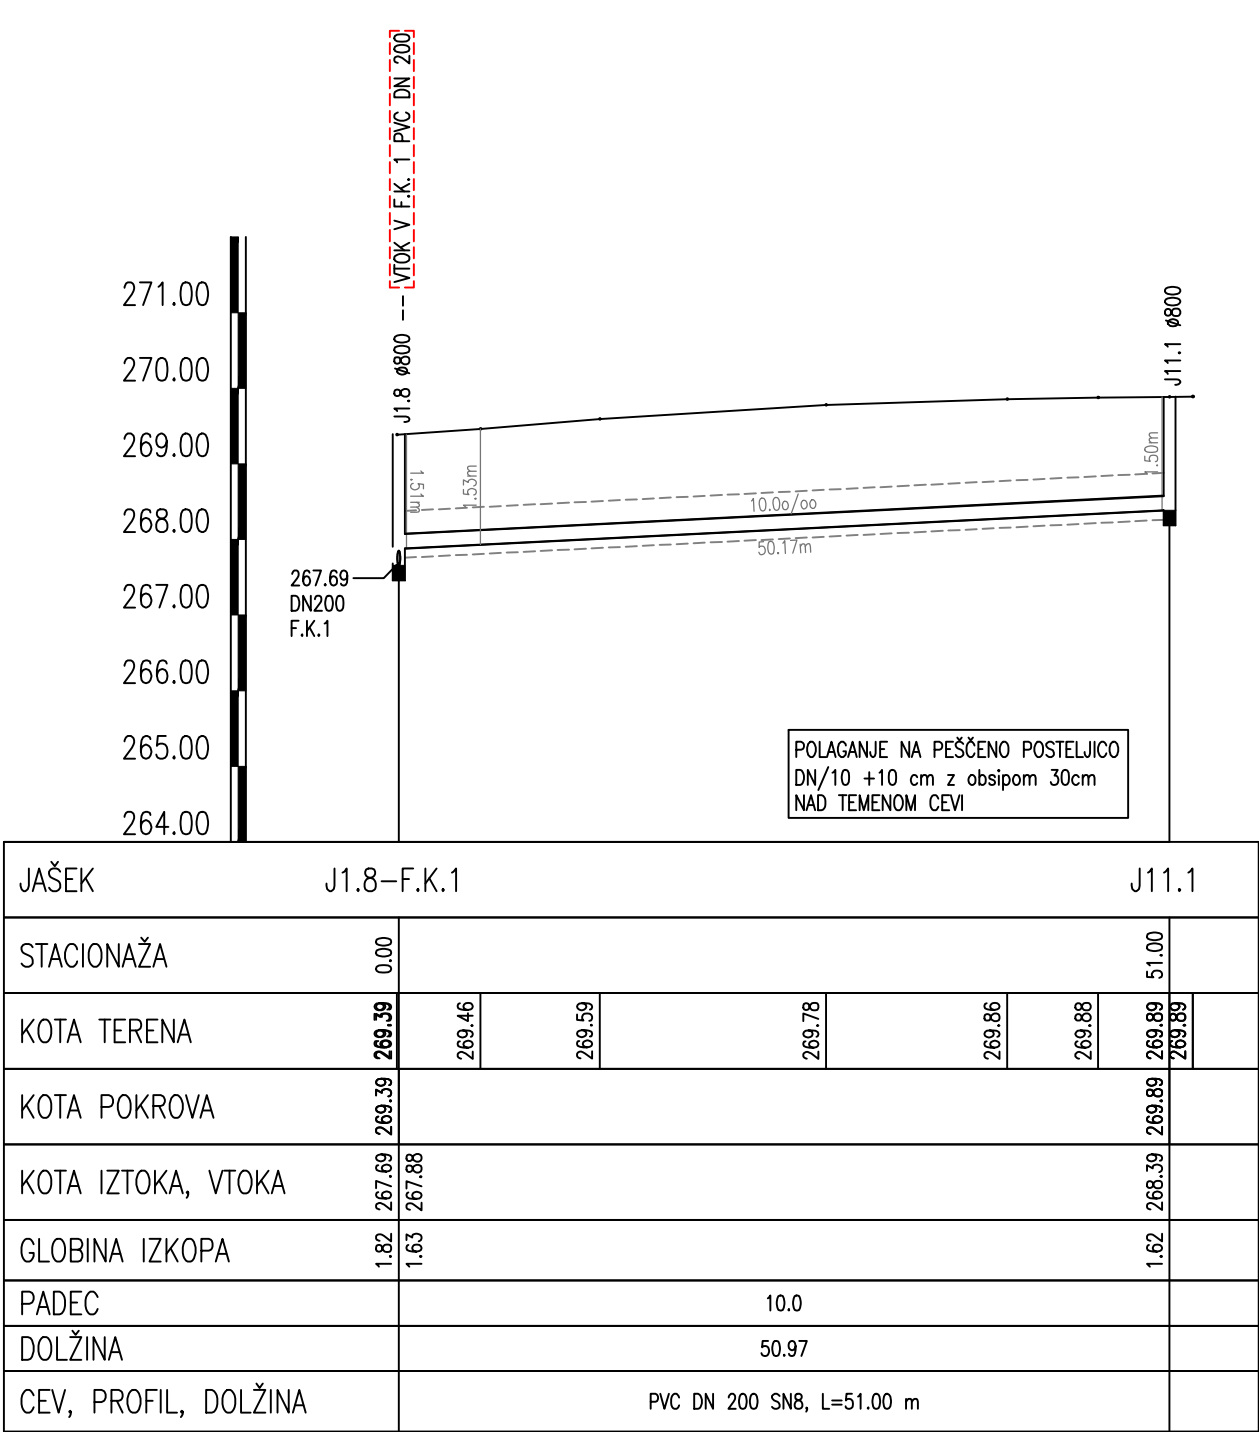 VTOK V F.K. 1 PVC DN 200
J1.8 ø800
J11.1 ø800
271.00
270.00
269.00
268.00
267.00
266.00
265.00
264.00
1.51m
1.53m
10.0o/oo
50.17m
1.50m
267.69
DN200
F.K.1
POLAGANJE NA PEŠČENO POSTELJICO
DN/10 +10 cm z obsipom 30cm
NAD TEMENOM CEVI
JAŠEK J1.8-F.K.1 J11.1
STACIONAŽA 0.00 51.00
KOTA TERENA 269.39 269.46 269.59 269.78 269.86 269.88 269.89 269.89
KOTA POKROVA 269.39 269.89
KOTA IZTOKA, VTOKA 267.69 267.88 268.39
GLOBINA IZKOPA 1.82 1.63 1.62
PADEC 10.0
DOLŽINA 50.97
CEV, PROFIL, DOLŽINA PVC DN 200 SN8, L=51.00 m